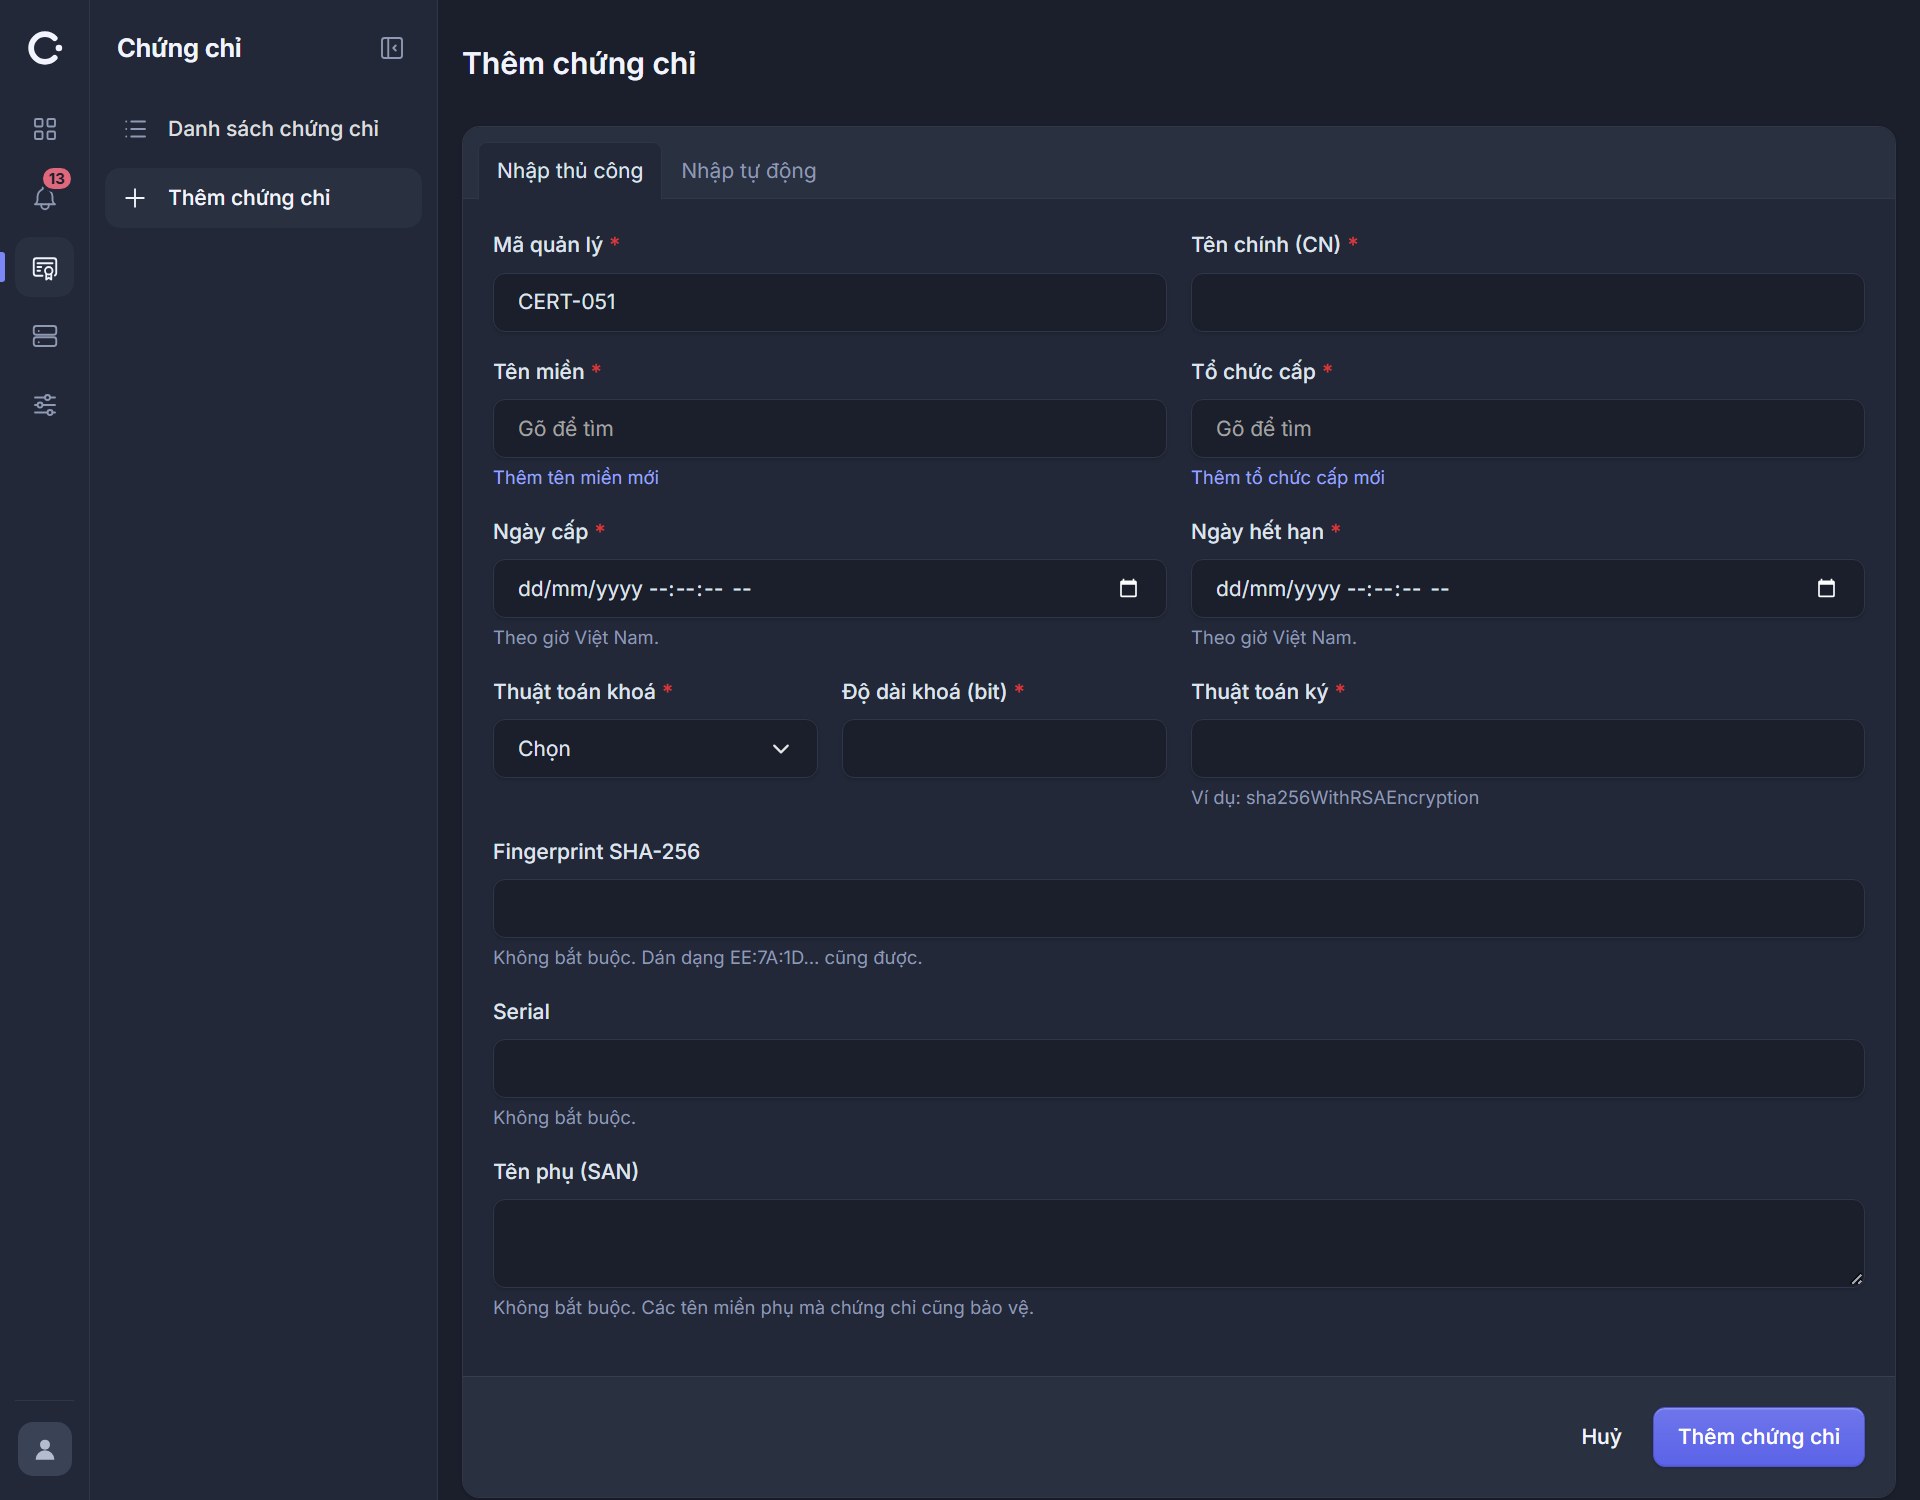 Chứng chỉ
Danh sách chứng chỉ
13
Thêm chứng chỉ
Thêm chứng chỉ
Nhập thủ công
Nhập tự động
Mã quản lý *
Tên chính (CN) *
CERT-051
Tên miền *
Tổ chức cấp *
Gõ để tìm
Gõ để tìm
Thêm tên miền mới
Thêm tổ chức cấp mới
Ngày cấp *
Ngày hết hạn *
dd/mm/yyyy --:--:-- --
dd/mm/yyyy --:--:-- --
Theo giờ Việt Nam.
Theo giờ Việt Nam.
Thuật toán khoá *
Độ dài khoá (bit) *
Thuật toán ký *
Chọn
Ví dụ: sha256WithRSAEncryption
Fingerprint SHA-256
Không bắt buộc. Dán dạng EE:7A:1D... cũng được.
Serial
Không bắt buộc.
Tên phụ (SAN)
Không bắt buộc. Các tên miền phụ mà chứng chỉ cũng bảo vệ.
Huỷ
Thêm chứng chỉ